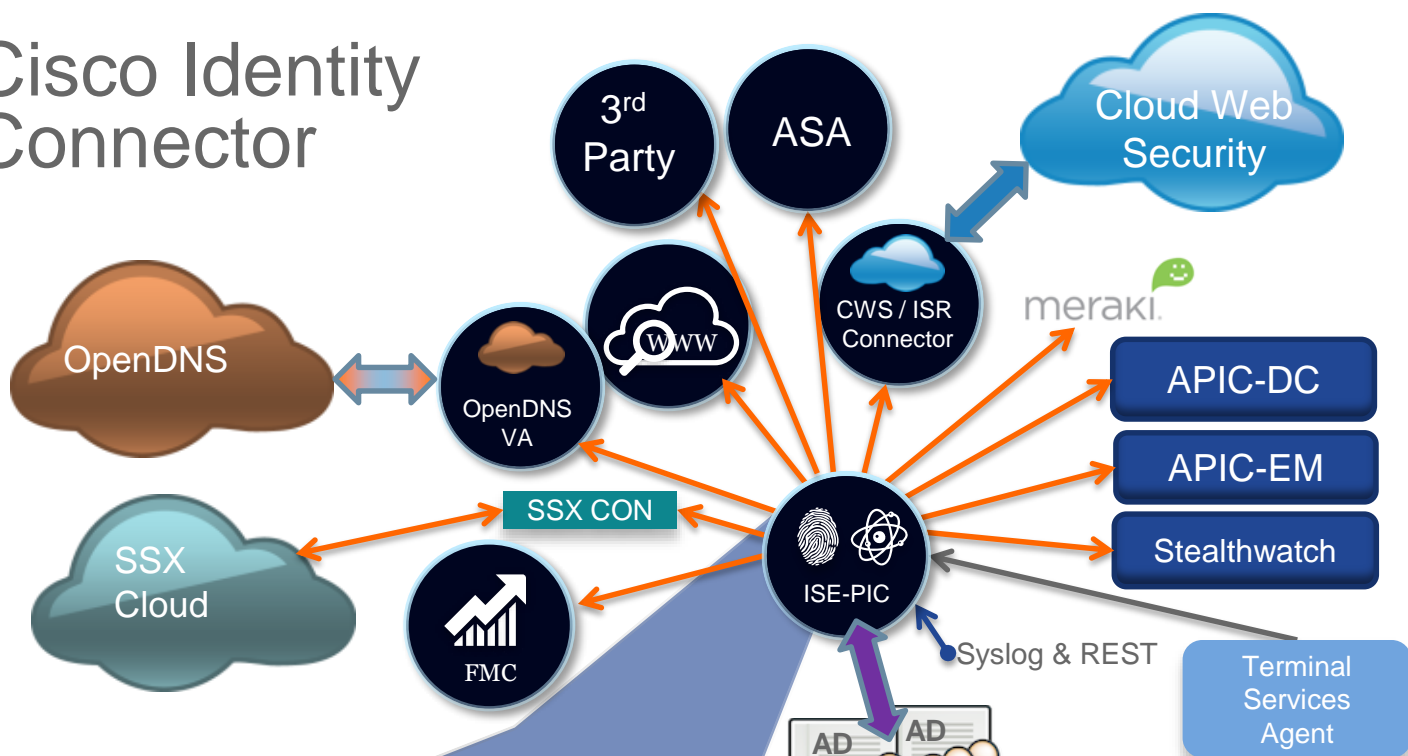 Cisco Identity
Connector
3rd
Party
ASA
Cloud Web
Security
www
CWS / ISR
Connector
meraki.
OpenDNS
OpenDNS
VA
APIC-DC
APIC-EM
Stealthwatch
SSX CON
SSX
Cloud
ISE-PIC
FMC
Syslog & REST
Terminal
Services
Agent
AD
AD